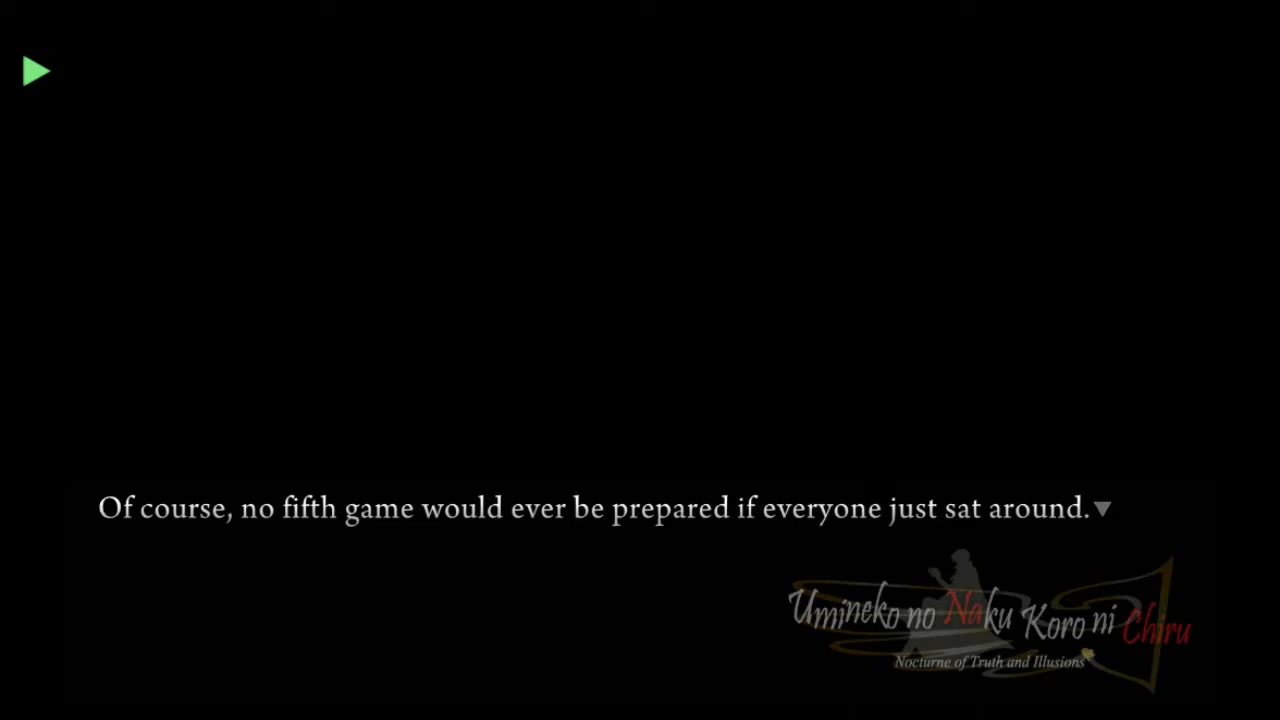 Of course, no fifth game would ever be prepared if everyone just sat around.
Umineko no Naku Koro ni Chiru
Nocturne of Truth and Illusions